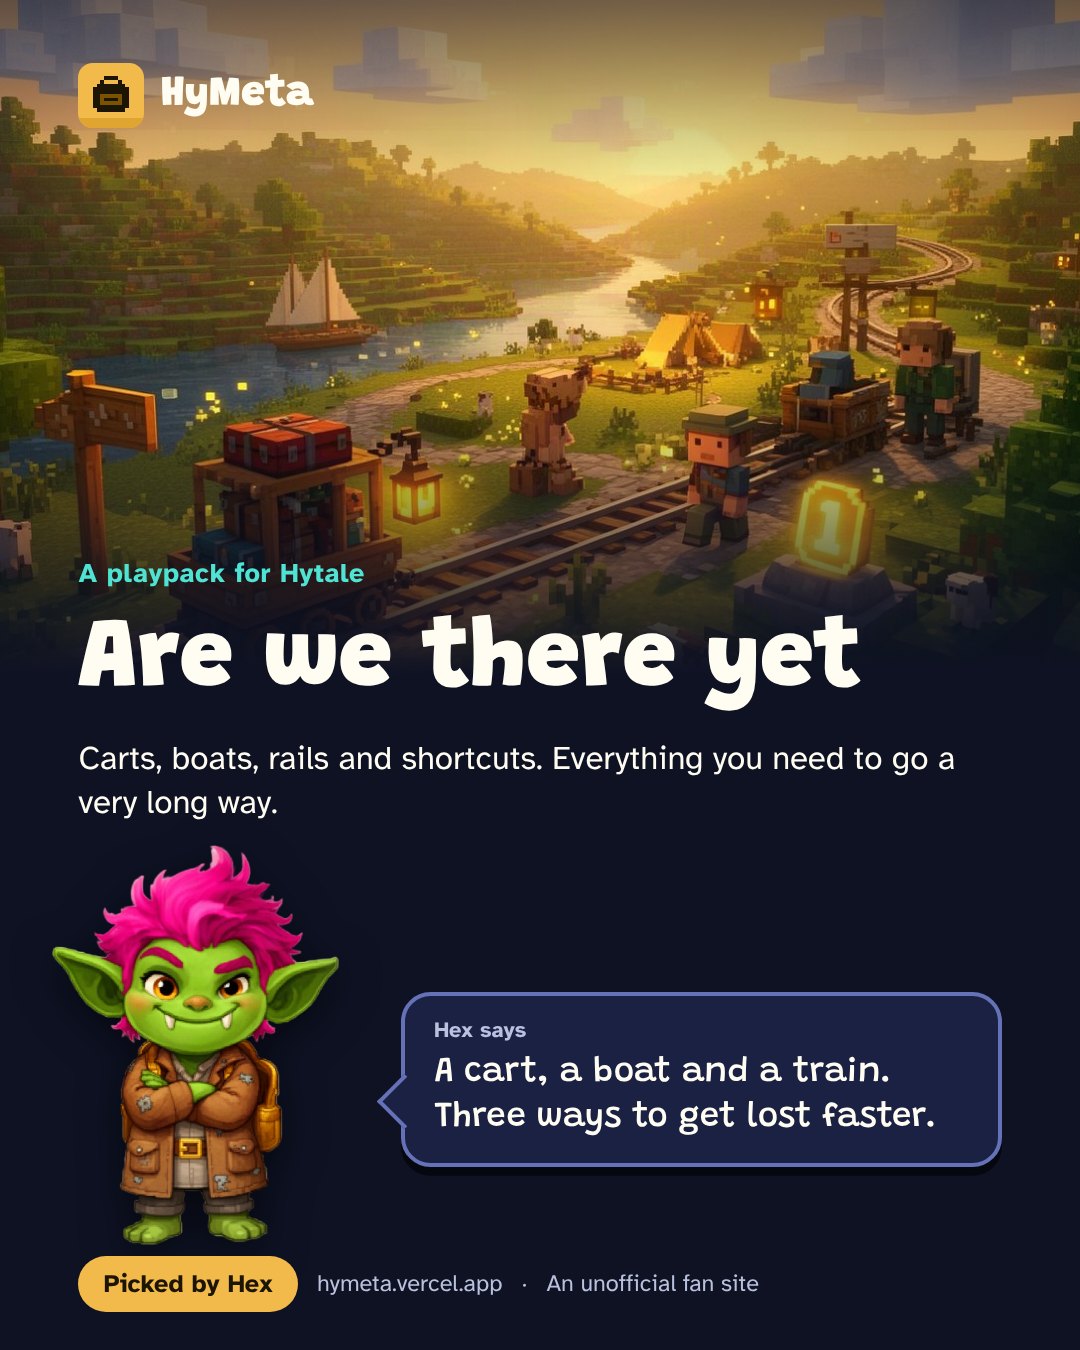 HyMeta
1
A playpack for Hytale
Are we there yet
Carts, boats, rails and shortcuts. Everything you need to go a
very long way.
Hex says
A cart, a boat and a train.
Three ways to get lost faster.
Picked by Hex
hymeta.vercel.app · An unofficial fan site